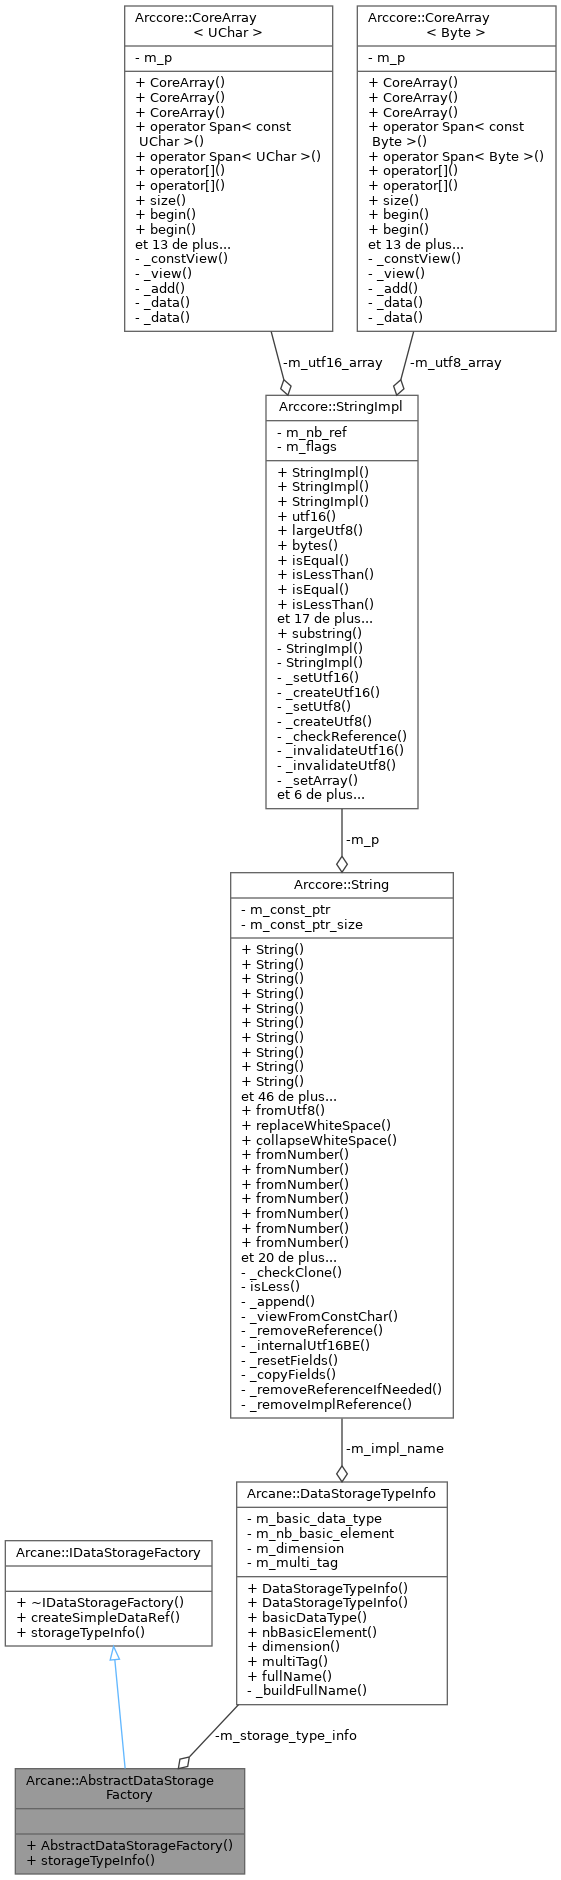 Arccore::CoreArray
< UChar >
- m_p
+ CoreArray()
+ CoreArray()
+ CoreArray()
+ operator Span< const
UChar >()
+ operator Span< UChar >()
+ operator[]()
+ operator[]()
+ size()
+ begin()
+ begin()
et 13 de plus...
- _constView()
- _view()
- _add()
- _data()
- _data()
Arccore::CoreArray
< Byte >
- m_p
+ CoreArray()
+ CoreArray()
+ CoreArray()
+ operator Span< const
Byte >()
+ operator Span< Byte >()
+ operator[]()
+ operator[]()
+ size()
+ begin()
+ begin()
et 13 de plus...
- _constView()
- _view()
- _add()
- _data()
- _data()
-m_utf16_array
-m_utf8_array
Arccore::StringImpl
- m_nb_ref
- m_flags
+ StringImpl()
+ StringImpl()
+ StringImpl()
+ utf16()
+ largeUtf8()
+ bytes()
+ isEqual()
+ isLessThan()
+ isEqual()
+ isLessThan()
et 17 de plus...
+ substring()
- StringImpl()
- StringImpl()
- _setUtf16()
- _createUtf16()
- _setUtf8()
- _createUtf8()
- _checkReference()
- _invalidateUtf16()
- _invalidateUtf8()
- _setArray()
et 6 de plus...
-m_p
Arccore::String
- m_const_ptr
- m_const_ptr_size
+ String()
+ String()
+ String()
+ String()
+ String()
+ String()
+ String()
+ String()
+ String()
+ String()
et 46 de plus...
+ fromUtf8()
+ replaceWhiteSpace()
+ collapseWhiteSpace()
+ fromNumber()
+ fromNumber()
+ fromNumber()
+ fromNumber()
+ fromNumber()
+ fromNumber()
+ fromNumber()
et 20 de plus...
- _checkClone()
- isLess()
- _append()
- _viewFromConstChar()
- _removeReference()
- _internalUtf16BE()
- _resetFields()
- _copyFields()
- _removeReferenceIfNeeded()
- _removeImplReference()
-m_impl_name
Arcane::DataStorageTypeInfo
- m_basic_data_type
- m_nb_basic_element
- m_dimension
- m_multi_tag
+ DataStorageTypeInfo()
+ DataStorageTypeInfo()
+ basicDataType()
+ nbBasicElement()
+ dimension()
+ multiTag()
+ fullName()
- _buildFullName()
Arcane::IDataStorageFactory
+ ~IDataStorageFactory()
+ createSimpleDataRef()
+ storageTypeInfo()
-m_storage_type_info
Arcane::AbstractDataStorage
Factory
+ AbstractDataStorageFactory()
+ storageTypeInfo()